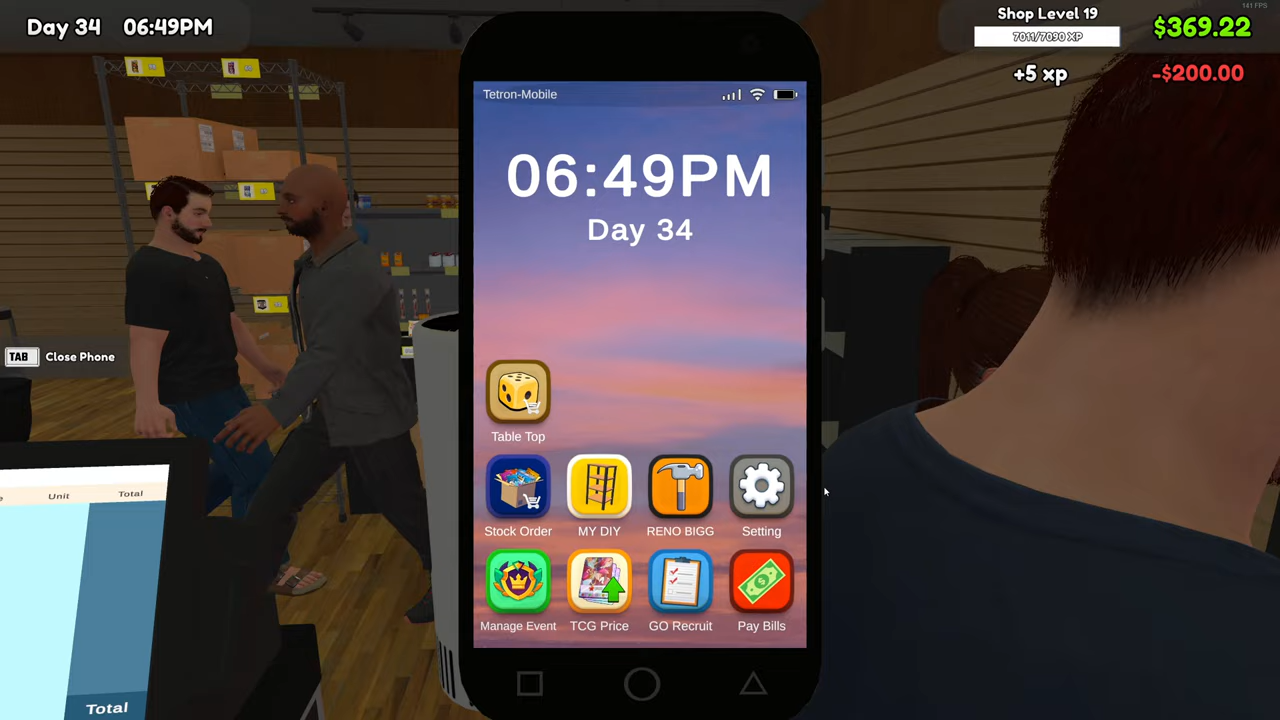 141 FPS
Day 34 06:49PM
Shop Level 19
$369.22
7011/7090 XP
+5 xp
-$200.00
Tetron-Mobile
06:49PM
Day 34
TAB Close Phone
Table Top
Stock Order
MY DIY
RENO BIGG
Setting
Manage Event
TCG Price
GO Recruit
Pay Bills
Unit Total
Total